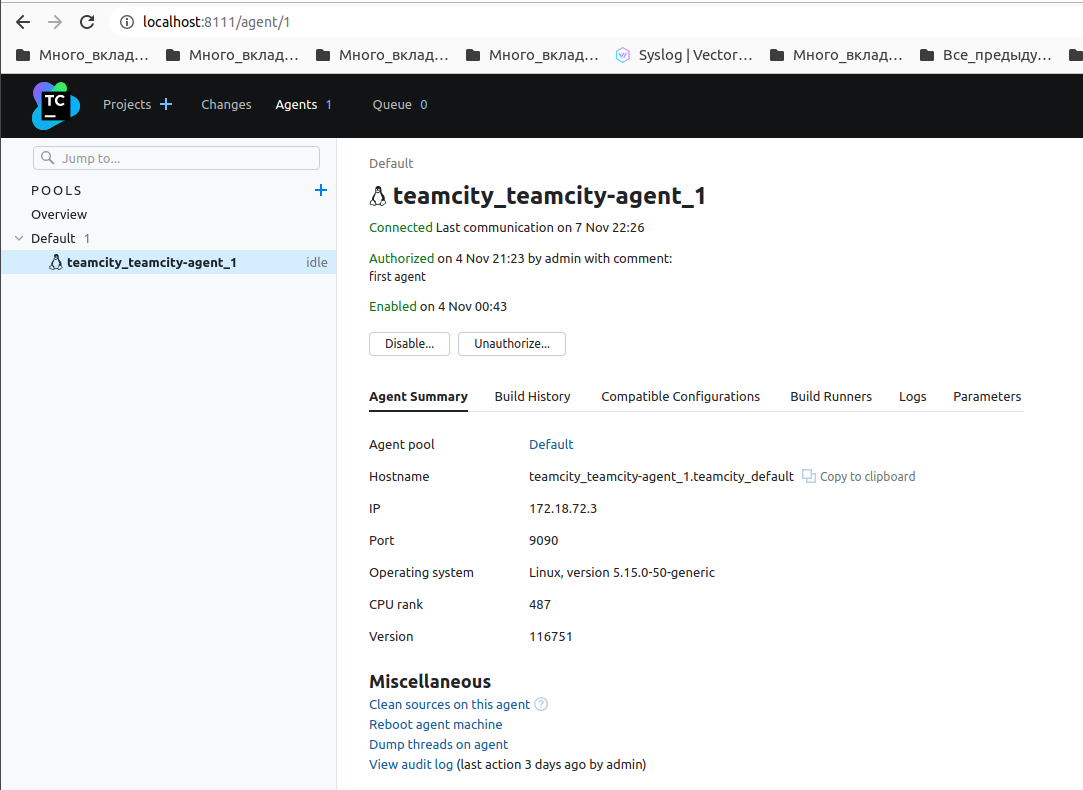 localhost:8111/agent/1
Много_вклад... Много_вклад... Много_вклад... Много_вклад... Syslog | Vector... Много_вклад... Все_предыду...
TC Projects Changes Agents 1 Queue 0
Jump to...
POOLS
Overview
Default 1
teamcity_teamcity-agent_1 idle
Default
teamcity_teamcity-agent_1
Connected Last communication on 7 Nov 22:26
Authorized on 4 Nov 21:23 by admin with comment:
first agent
Enabled on 4 Nov 00:43
Disable... Unauthorize...
Agent Summary Build History Compatible Configurations Build Runners Logs Parameters
Agent pool Default
Hostname teamcity_teamcity-agent_1.teamcity_default Copy to clipboard
IP 172.18.72.3
Port 9090
Operating system Linux, version 5.15.0-50-generic
CPU rank 487
Version 116751
Miscellaneous
Clean sources on this agent ?
Reboot agent machine
Dump threads on agent
View audit log (last action 3 days ago by admin)